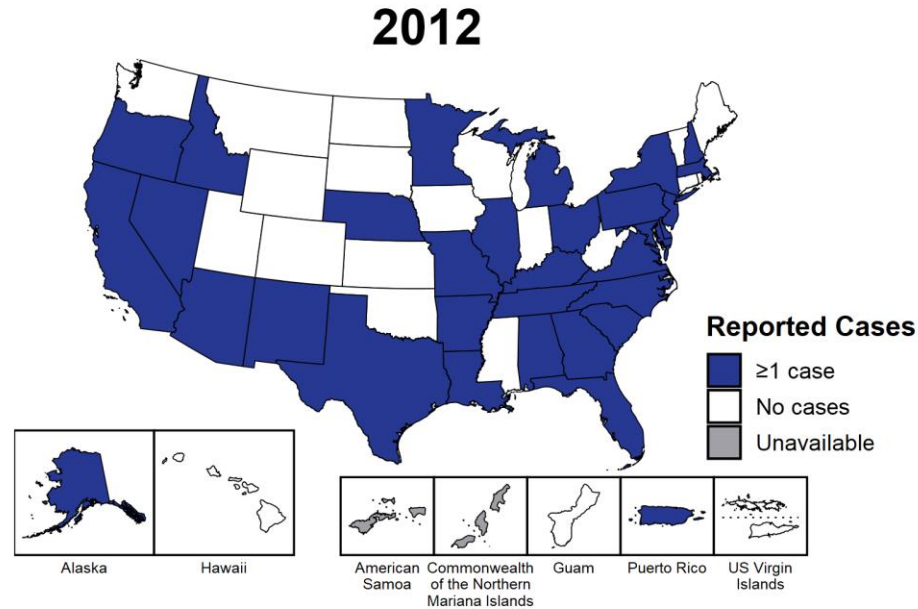 2012
Reported Cases
≥1 case
No cases
Unavailable
Alaska
Hawaii
American
Samoa
Commonwealth
of the Northern
Mariana Islands
Guam
Puerto Rico
US Virgin
Islands